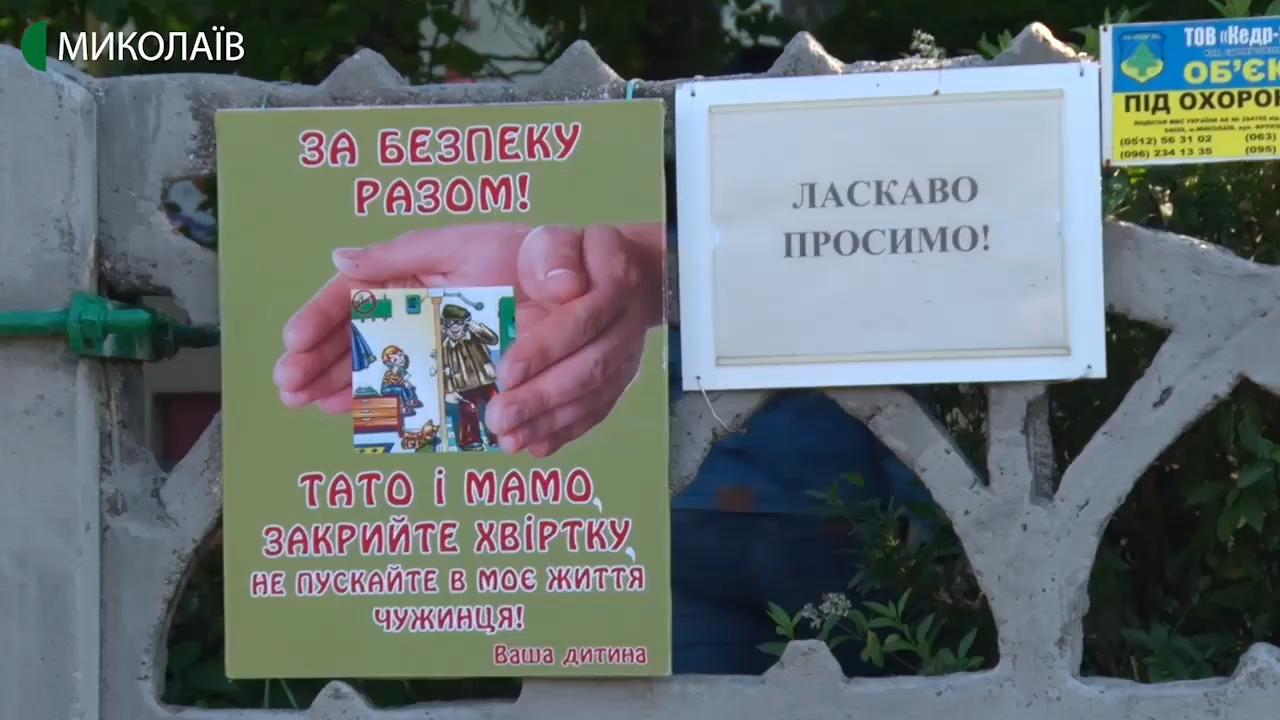 МИКОЛАЇВ
ЗА БЕЗПЕКУ
РАЗОМ!
ТАТО І МАМО,
ЗАКРИЙТЕ ХВІРТКУ,
НЕ ПУСКАЙТЕ В МОЄ ЖИТТЯ
ЧУЖИНЦЯ!
Ваша дитина
ЛАСКАВО
ПРОСИМО!
ТОВ «Кедр-
ОБ'ЄК
ПІД ОХОРОН
(0512) 56 31 02 (063)
(096) 234 13 35 (095)